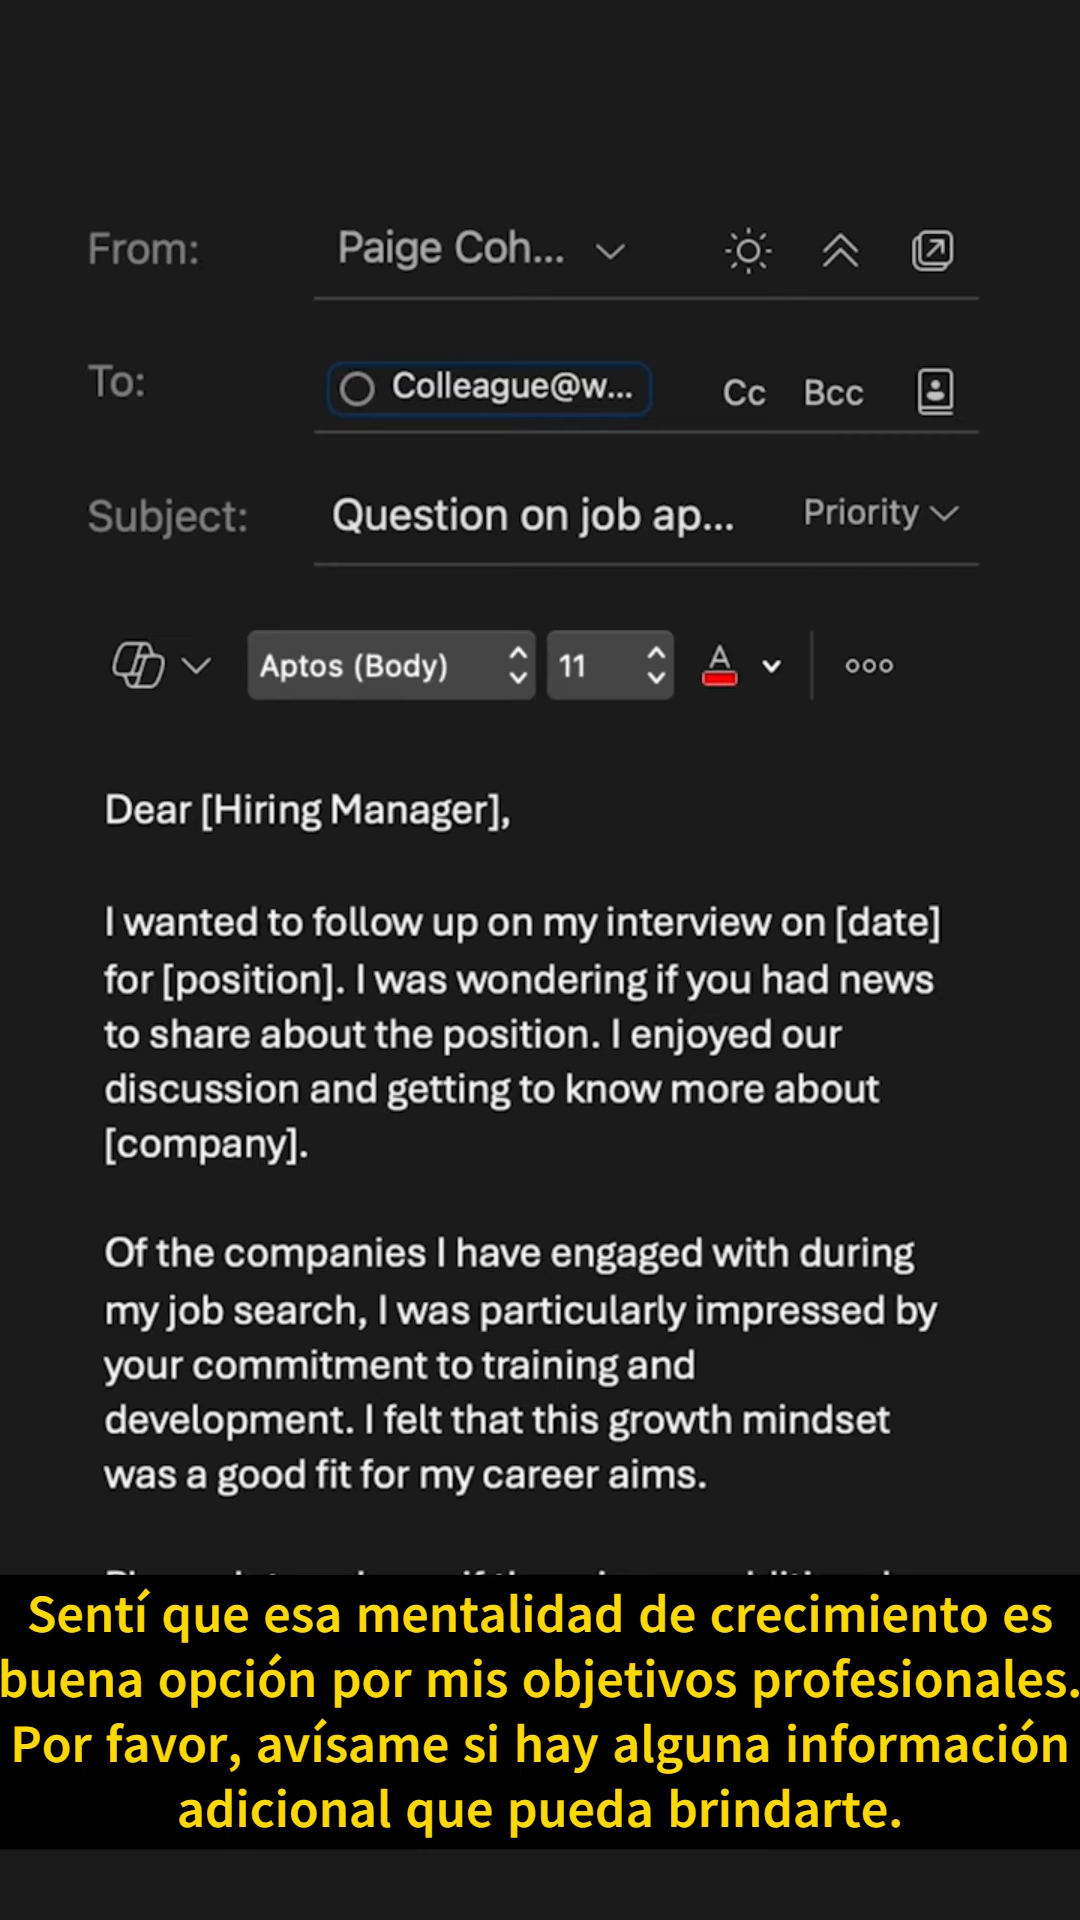 From: Paige Coh...
To: Colleague@w... Cc Bcc
Subject: Question on job ap... Priority
Aptos (Body) 11 A
Dear [Hiring Manager],
I wanted to follow up on my interview on [date]
for [position]. I was wondering if you had news
to share about the position. I enjoyed our
discussion and getting to know more about
[company].
Of the companies I have engaged with during
my job search, I was particularly impressed by
your commitment to training and
development. I felt that this growth mindset
was a good fit for my career aims.
Sentí que esa mentalidad de crecimiento es
buena opción por mis objetivos profesionales.
Por favor, avísame si hay alguna información
adicional que pueda brindarte.